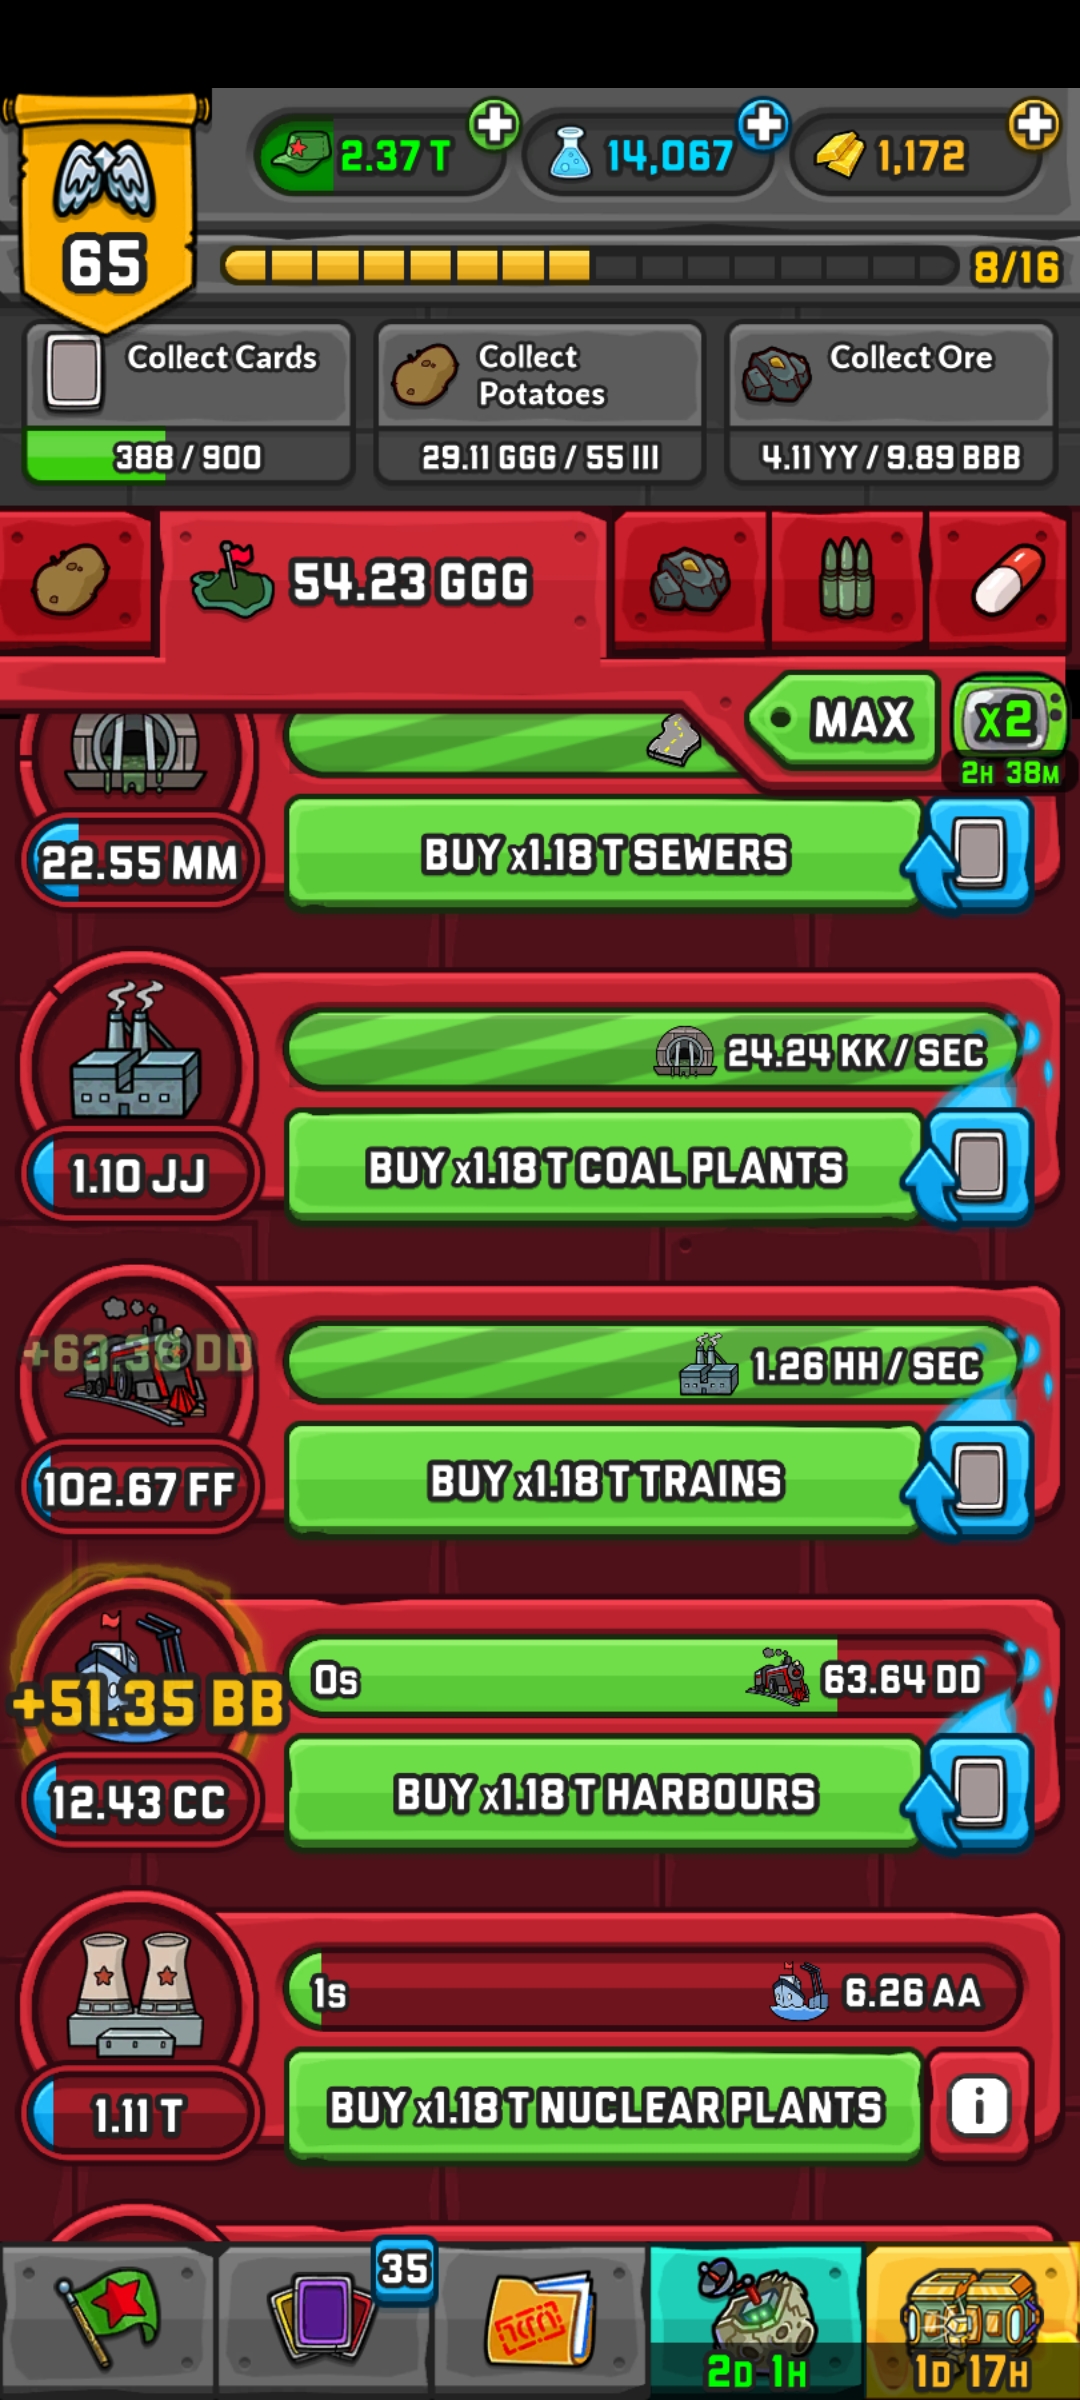 2.37 T
14,067
1,172
65
8/16
Collect Cards
388 / 900
Collect
Potatoes
29.11 GGG / 55 III
Collect Ore
4.11 YY / 9.89 BBB
54.23 GGG
MAX
x2
2H 38M
22.55 MM
BUY x1.18 T SEWERS
24.24 KK / SEC
1.10 JJ
BUY x1.18 T COAL PLANTS
1.26 HH / SEC
102.67 FF
BUY x1.18 T TRAINS
+51.35 BB
0s
63.64 DD
12.43 CC
BUY x1.18 T HARBOURS
1s
6.26 AA
1.11 T
BUY x1.18 T NUCLEAR PLANTS
i
35
2D 1H
1D 17H